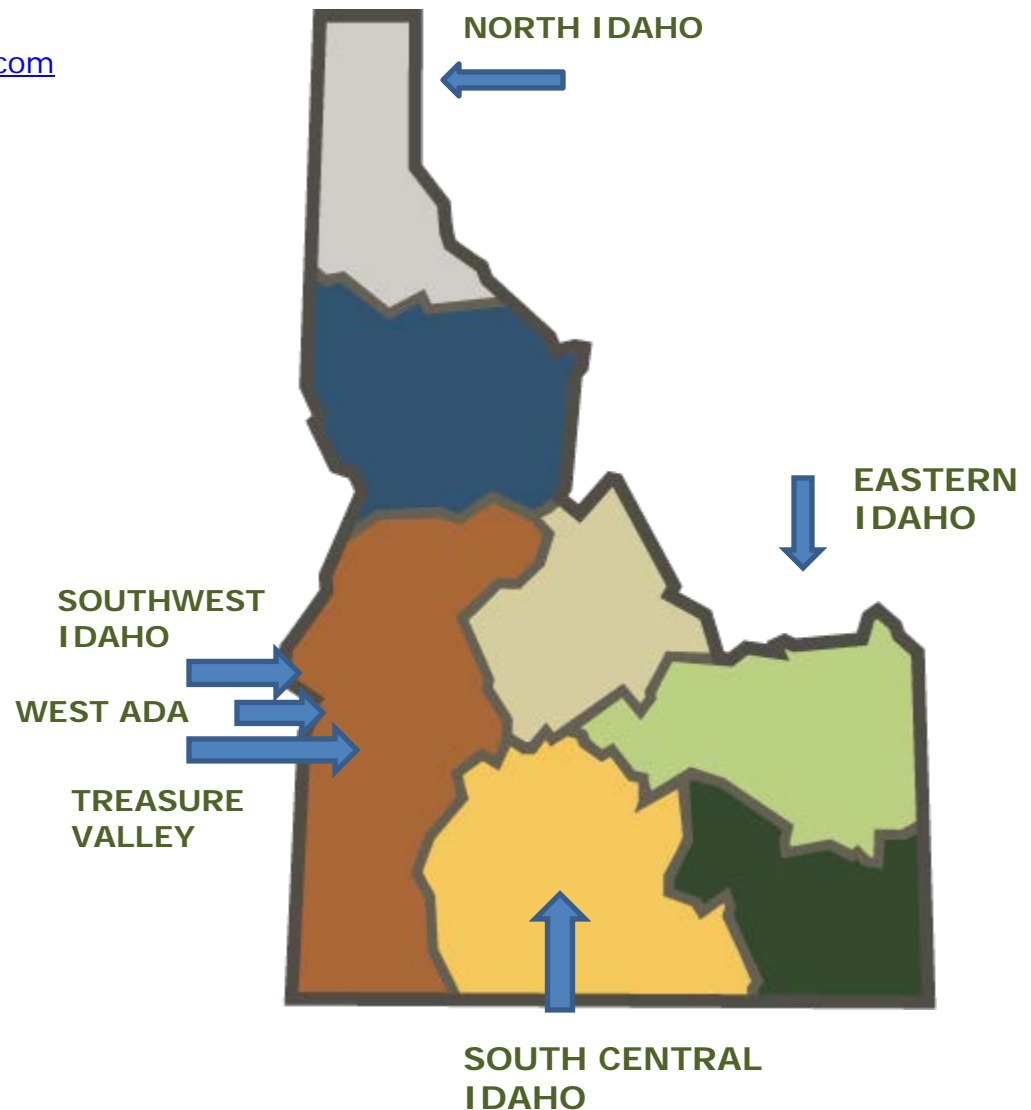 NORTH IDAHO
com
EASTERN
IDAHO
SOUTHWEST
IDAHO
WEST ADA
TREASURE
VALLEY
SOUTH CENTRAL
IDAHO